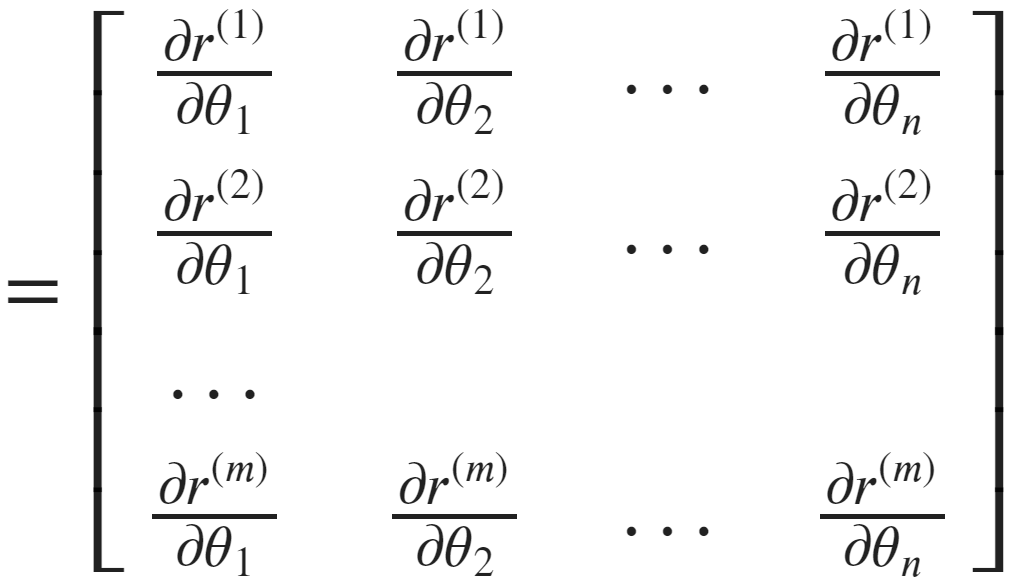 = [ ∂r^(1)/∂θ_1 ∂r^(1)/∂θ_2 ... ∂r^(1)/∂θ_n
∂r^(2)/∂θ_1 ∂r^(2)/∂θ_2 ... ∂r^(2)/∂θ_n
...
∂r^(m)/∂θ_1 ∂r^(m)/∂θ_2 ... ∂r^(m)/∂θ_n ]